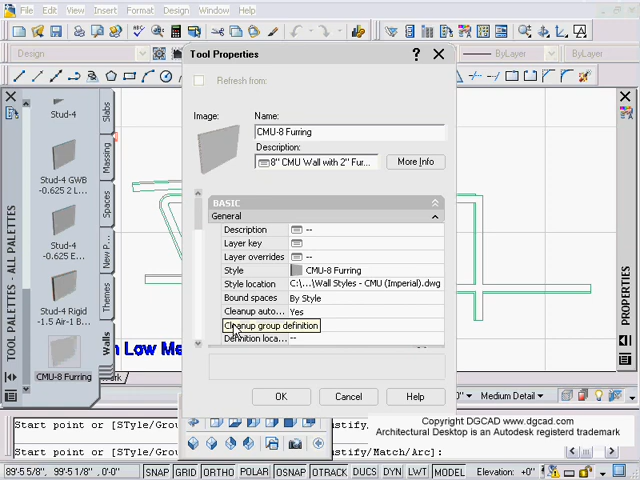 File Edit View Insert Format Design Window
Design
ByLayer
ByLayer
Tool Properties
Refresh from:
Image:
Name:
CMU-8 Furring
Description:
8" CMU Wall with 2" Fur...
More Info
BASIC
General
Description --
Layer key
Layer overrides --
Style CMU-8 Furring
Style location C:\...\Wall Styles - CMU (Imperial).dwg
Bound spaces By Style
Cleanup auto... Yes
Cleanup group definition
Definition loca... --
OK Cancel Help
TOOL PALETTES - ALL PALETTES
Stud-4
Stud-4 GWB
-0.625 2 L...
Stud-4
-0.625 E...
Stud-4 Rigid
-1.5 Air-1 B...
CMU-8 Furring
Slabs
Massing
Spaces
New P...
Themes
Walls
PROPERTIES
Medium Detail
Copyright DGCAD www.dgcad.com
Architectural Desktop is an Autodesk registerd trademark
Start point or [STyle/Gro
ustify/Match/Arc]:
89'-5 5/8", 99'-5 1/8", 0'-0" SNAP GRID ORTHO POLAR OSNAP OTRACK DUCS DYN LWT MODEL Elevation: +0"